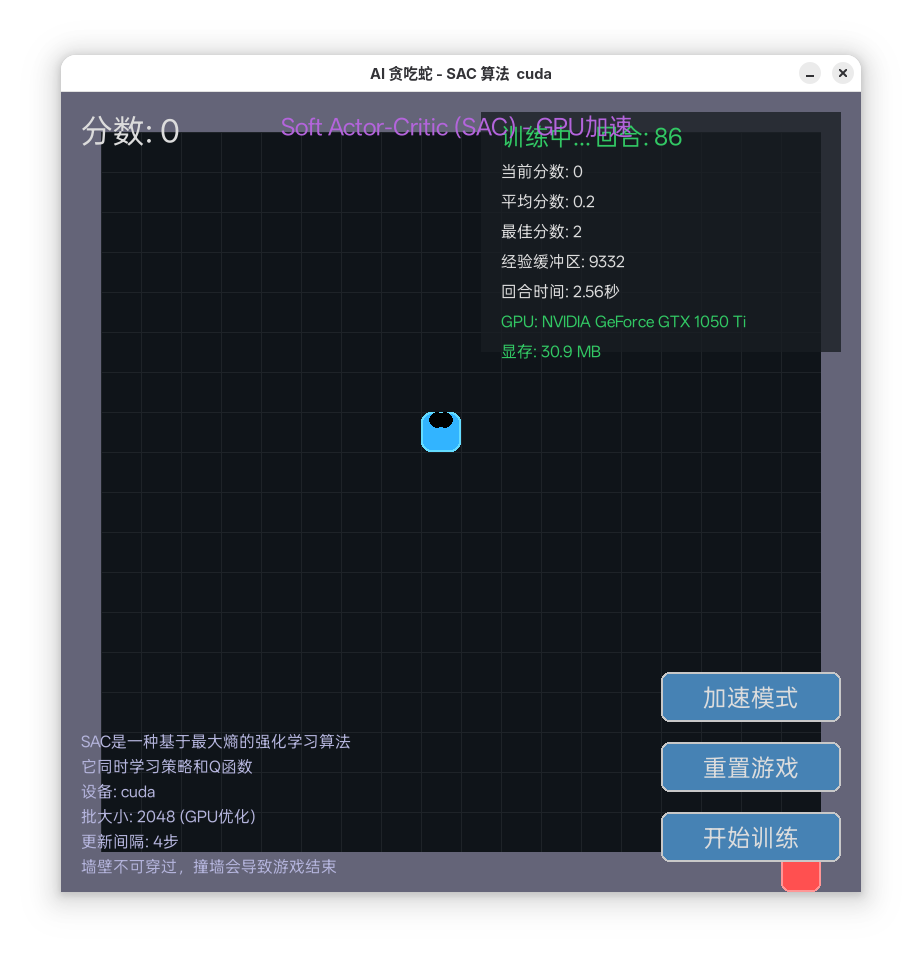 AI 贪吃蛇 - SAC 算法 cuda
分数: 0
Soft Actor-Critic (SAC) - GPU加速
训练中... 回合: 86
当前分数: 0
平均分数: 0.2
最佳分数: 2
经验缓冲区: 9332
回合时间: 2.56秒
GPU: NVIDIA GeForce GTX 1050 Ti
显存: 30.9 MB
加速模式
重置游戏
开始训练
SAC是一种基于最大熵的强化学习算法
它同时学习策略和Q函数
设备: cuda
批大小: 2048 (GPU优化)
更新间隔: 4步
墙壁不可穿过，撞墙会导致游戏结束